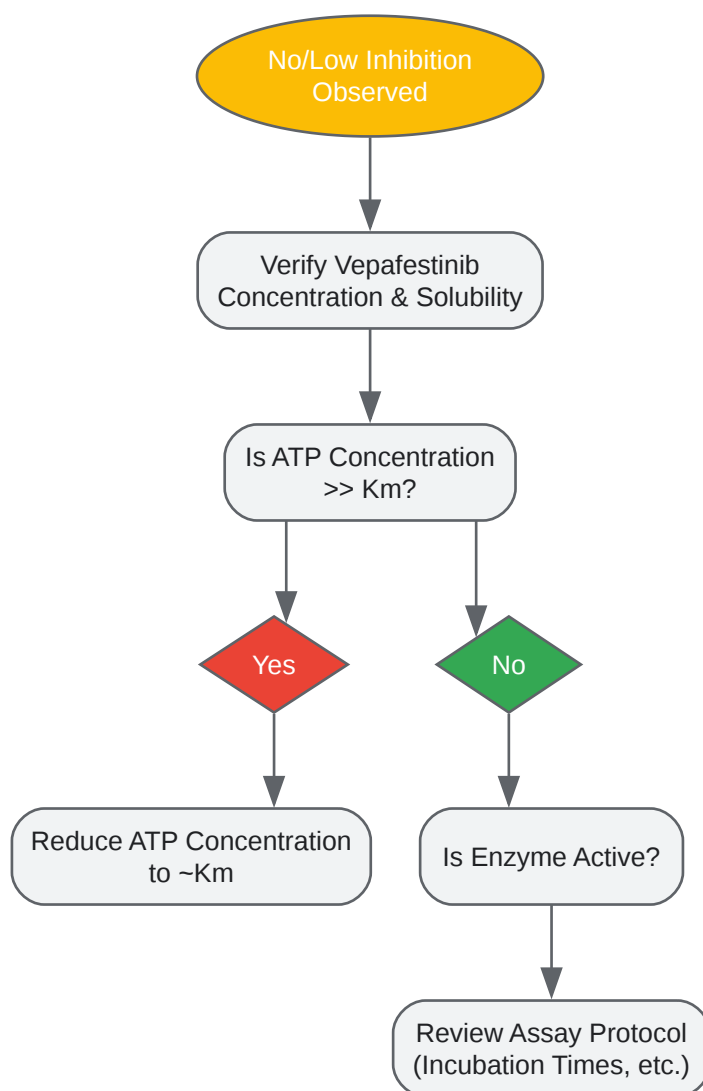 No/Low Inhibition
Observed
Verify Vepafestinib
Concentration & Solubility
Is ATP Concentration
>> Km?
Yes
No
Reduce ATP Concentration
to ~Km
Is Enzyme Active?
Review Assay Protocol
(Incubation Times, etc.)